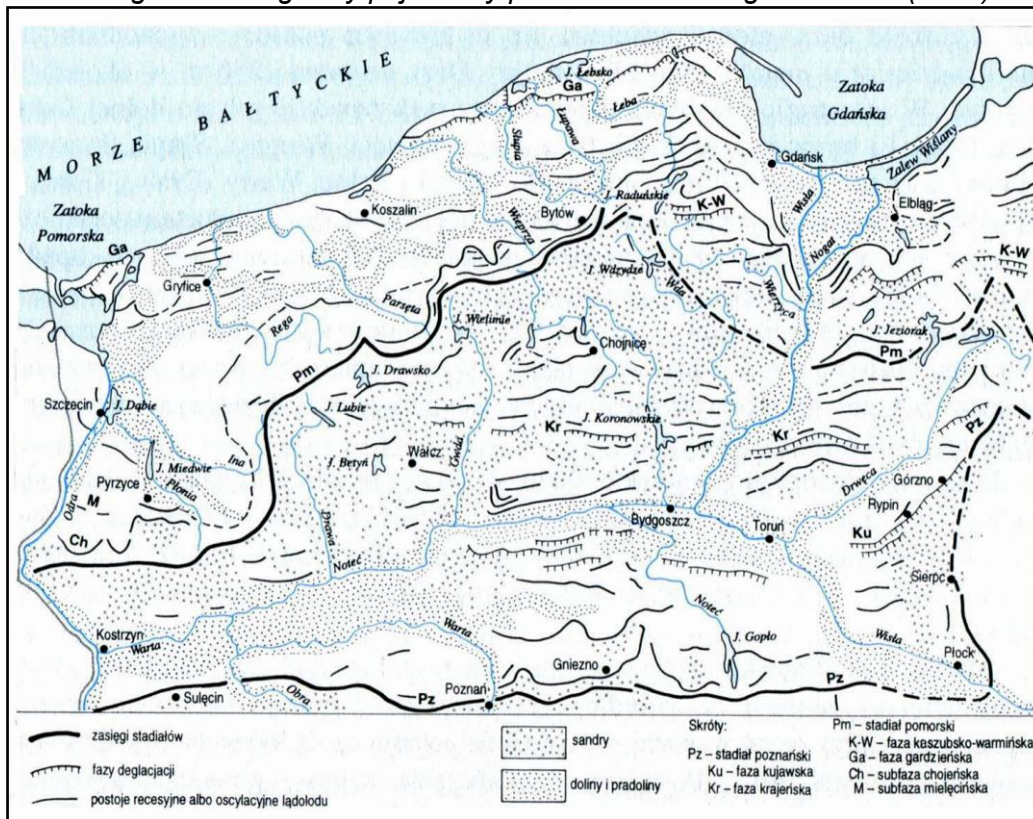 MORZE BAŁTYCKIE
Zatoka
Pomorska
Zatoka
Gdańska
Zalew Wiślany
J. Łebsko
Ga
Łeba
Słupia
Łupawa
Gdańsk
Elbląg
Wisła
Nogat
Koszalin
Bytów
J. Raduńskie
K-W
K-W
Wieprza
J. Wdzydze
Wda
Wierzyca
Ga
Gryfice
Rega
Parsęta
J. Wielimie
Chojnice
J. Jeziorak
Pm
Pm
J. Drawsko
J. Lubie
Szczecin
J. Dąbie
Kr
J. Koronowskie
Kr
Pz
J. Betyń
Wałcz
Gwda
J. Miedwie
Ina
Pyrzyce
Płonia
M
Ch
Odra
Drwęca
Górzno
Rypin
Ku
Bydgoszcz
Toruń
Drawa
Noteć
Sierpc
Noteć
Kostrzyn
Warta
Warta
Wisła
J. Gopło
Płock
Gniezno
Sulęcin
Obra
Pz
Poznań
Pz
zasięgi stadiałów
fazy deglacjacji
postoje recesyjne albo oscylacyjne lądolodu
sandry
doliny i pradoliny
Skróty:
Pz – stadiał poznański
Ku – faza kujawska
Kr – faza krajeńska
Pm – stadiał pomorski
K-W – faza kaszubsko-warmińska
Ga – faza gardzieńska
Ch – subfaza chojeńska
M – subfaza mielęcińska